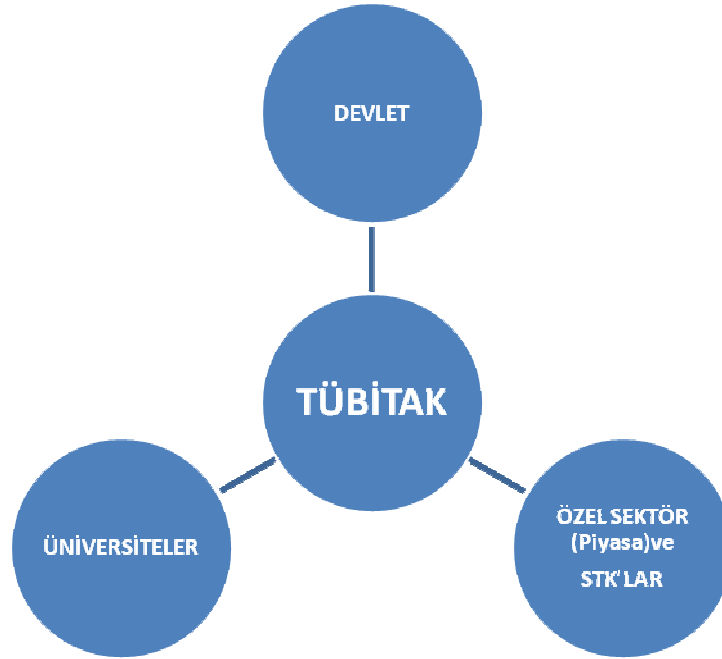 DEVLET
TÜBİTAK
ÜNİVERSİTELER
ÖZEL SEKTÖR
(Piyasa)ve
STK'LAR